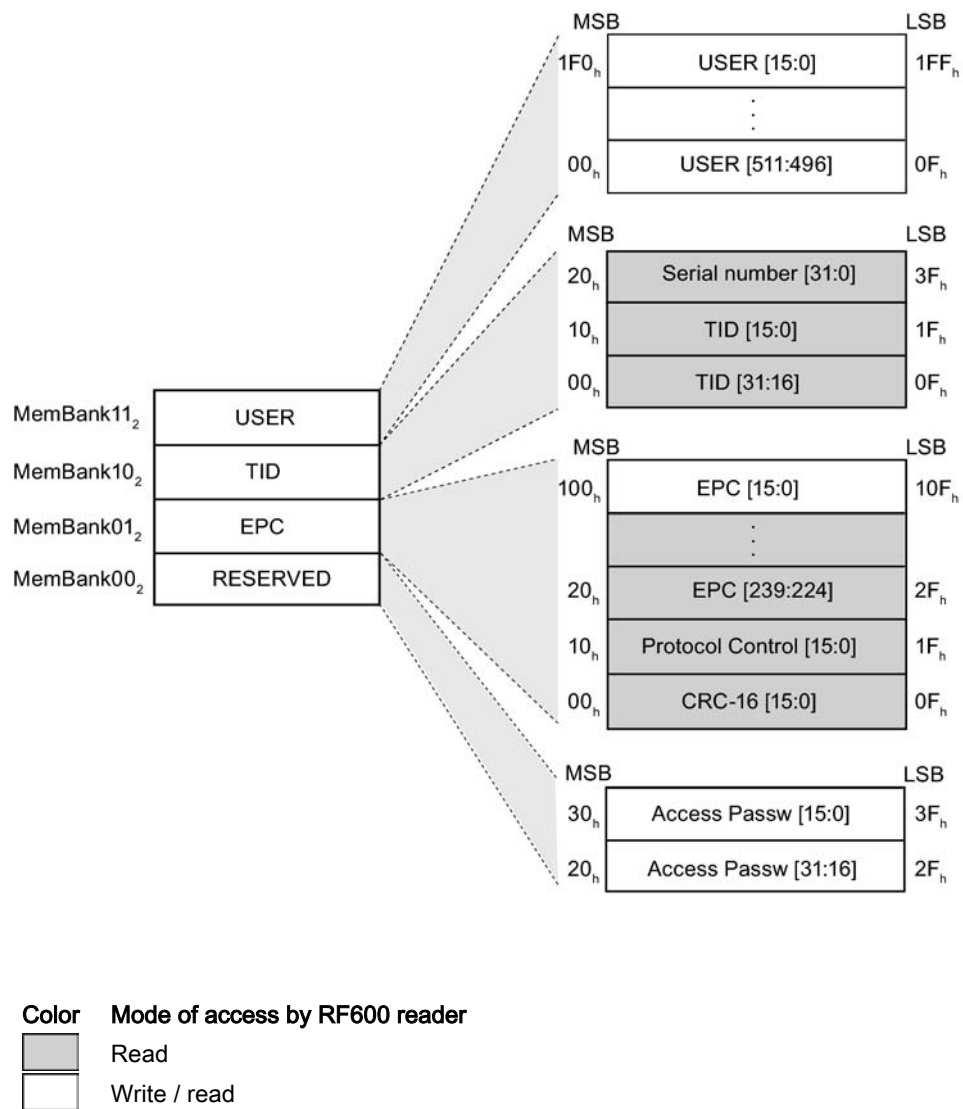 MSB LSB
1F0h USER [15:0] 1FFh
00h USER [511:496] 0Fh
MSB LSB
20h Serial number [31:0] 3Fh
10h TID [15:0] 1Fh
00h TID [31:16] 0Fh
MemBank112 USER
MemBank102 TID
MemBank012 EPC
MemBank002 RESERVED
MSB LSB
100h EPC [15:0] 10Fh
20h EPC [239:224] 2Fh
10h Protocol Control [15:0] 1Fh
00h CRC-16 [15:0] 0Fh
MSB LSB
30h Access Passw [15:0] 3Fh
20h Access Passw [31:16] 2Fh
Color Mode of access by RF600 reader
Read
Write / read